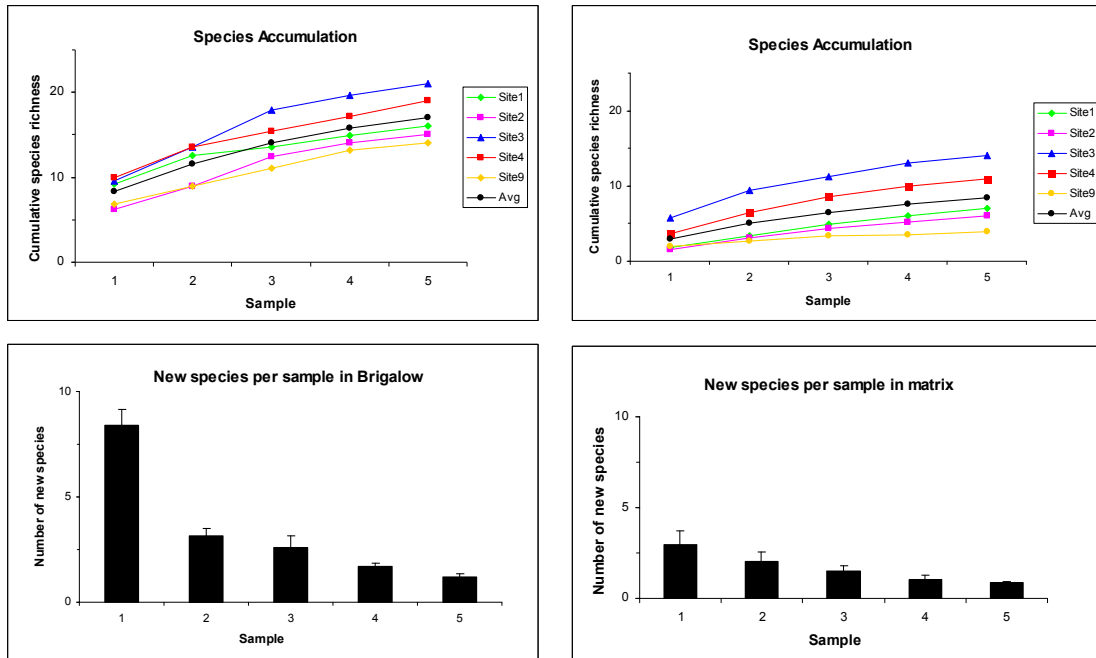 Species Accumulation
Cumulative species richness
20
10
0
1 2 3 4 5
Sample
Site1
Site2
Site3
Site4
Site9
Avg
Species Accumulation
Cumulative species richness
20
10
0
1 2 3 4 5
Sample
Site1
Site2
Site3
Site4
Site9
Avg
New species per sample in Brigalow
Number of new species
10
5
0
1 2 3 4 5
Sample
New species per sample in matrix
Number of new species
10
5
0
1 2 3 4 5
Sample